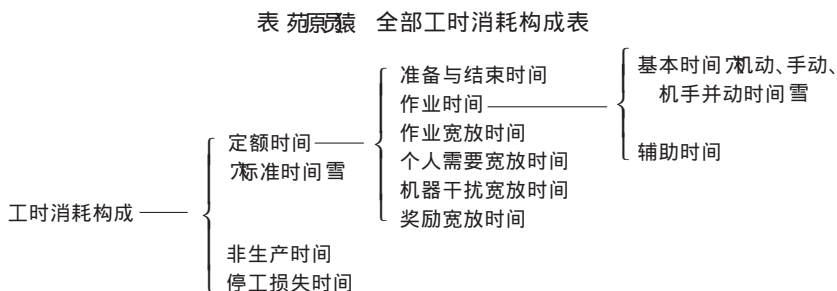 表 苑原员猿 全部工时消耗构成表
准备与结束时间
作业时间
作业宽放时间
个人需要宽放时间
机器干扰宽放时间
奖励宽放时间
基本时间穴机动、手动、
机手并动时间雪
辅助时间
定额时间
穴标准时间雪
工时消耗构成
非生产时间
停工损失时间